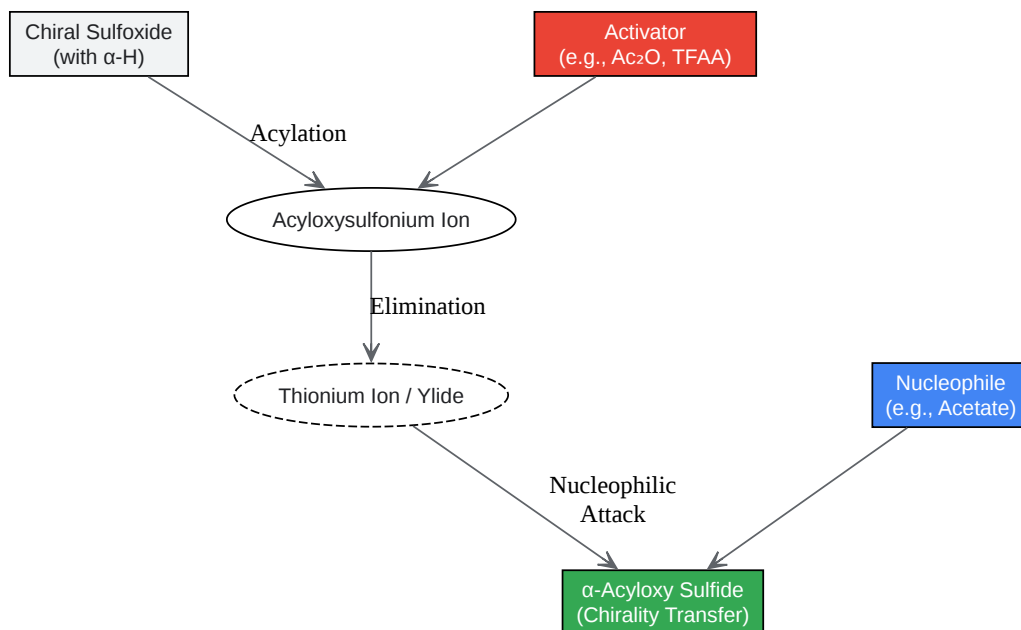 Chiral Sulfoxide
(with α-H)
Activator
(e.g., Ac₂O, TFAA)
Acylation
Acyloxysulfonium Ion
Elimination
Thionium Ion / Ylide
Nucleophile
(e.g., Acetate)
Nucleophilic
Attack
α-Acyloxy Sulfide
(Chirality Transfer)